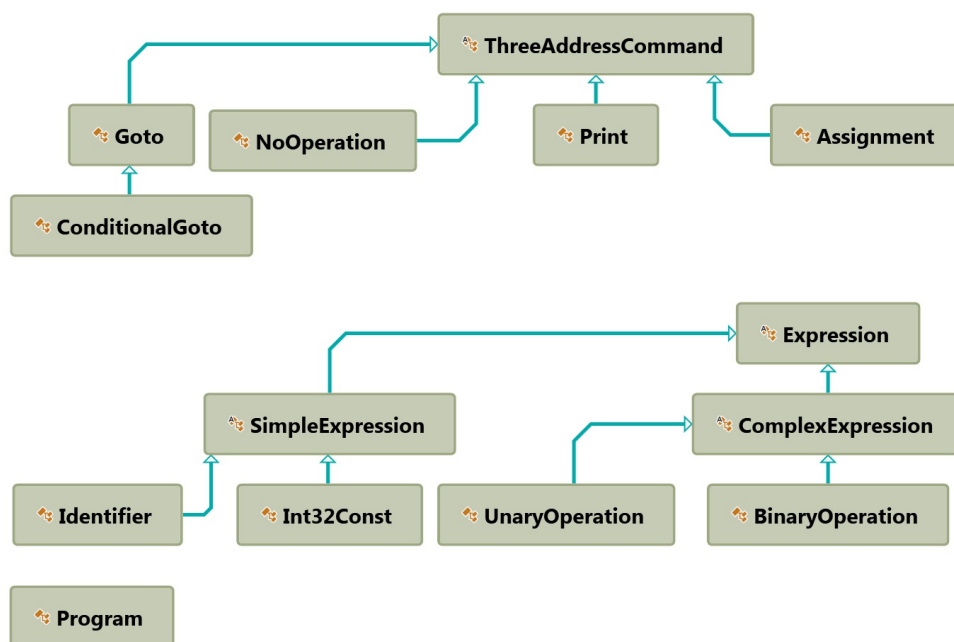 ThreeAddressCommand
Goto
NoOperation
Print
Assignment
ConditionalGoto
Expression
SimpleExpression
ComplexExpression
Identifier
Int32Const
UnaryOperation
BinaryOperation
Program